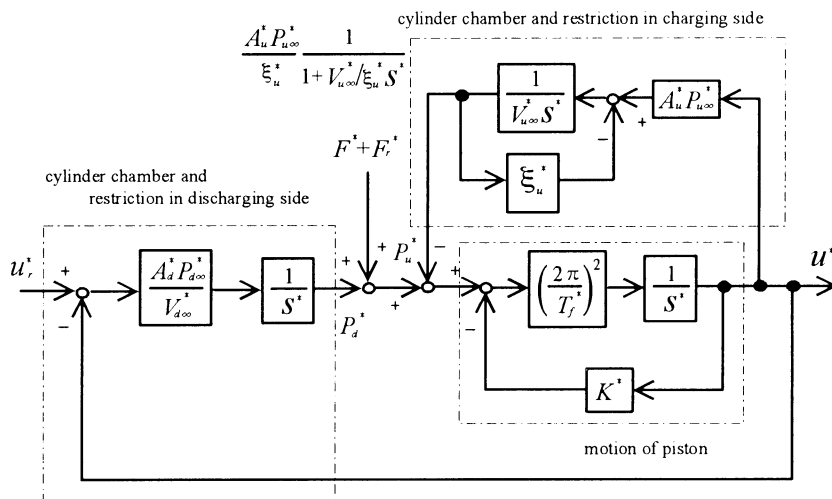 cylinder chamber and restriction in charging side
A*u P*u∞ / ξ*u 1 / 1 + V*u∞/ξ*u S*
1 / V*u∞ S*
A*u P*u∞
+
−
ξ*u
F* + F*r
cylinder chamber and
restriction in discharging side
u*r
+
−
A*d P*d∞ / V*d∞
1 / S*
+
+
P*d
P*u
−
+
+
−
(2π / T*f)²
1 / S*
u*
K*
motion of piston